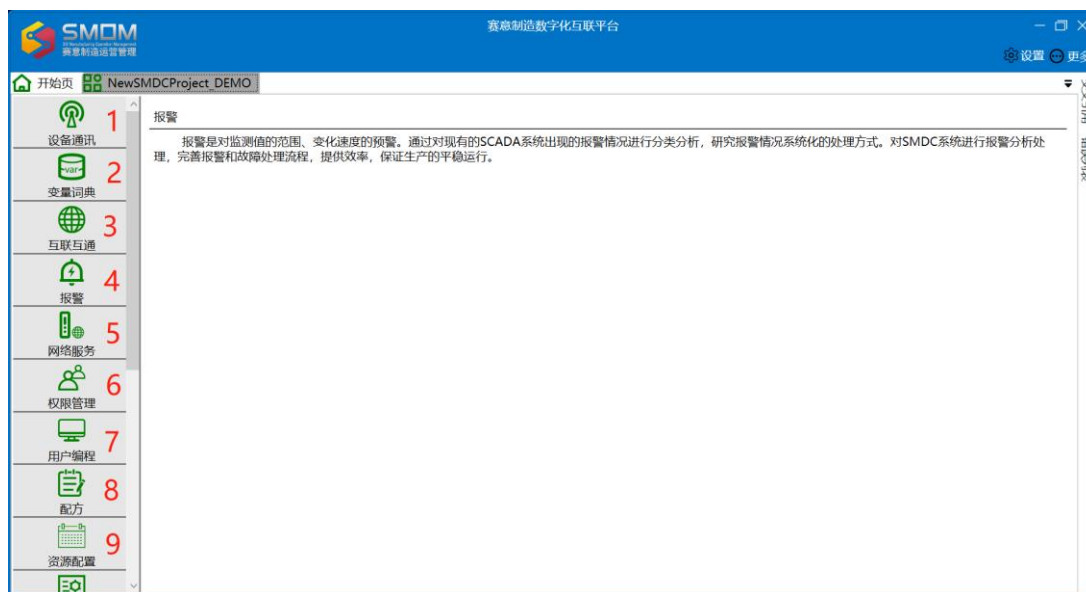 SMOM
赛意制造运营管理
赛意制造数字化互联平台
设置 更多
开始页 NewSMDCProject_DEMO
设备通讯 1
变量词典 2
互联互通 3
报警 4
网络服务 5
权限管理 6
用户编程 7
配方 8
资源配置 9
报警
报警是对监测值的范围、变化速度的预警。通过对现有的SCADA系统出现的报警情况进行分类分析，研究报警情况系统化的处理方式。对SMDC系统进行报警分析处
理，完善报警和故障处理流程，提供效率，保证生产的平稳运行。